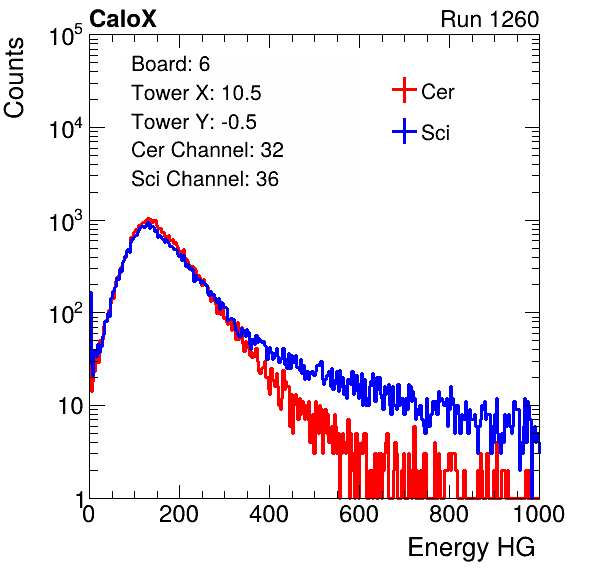 CaloX Run 1260
Counts
Board: 6
Tower X: 10.5
Tower Y: -0.5
Cer Channel: 32
Sci Channel: 36
Cer
Sci
10^5
10^4
10^3
10^2
10
1
0 200 400 600 800 1000
Energy HG